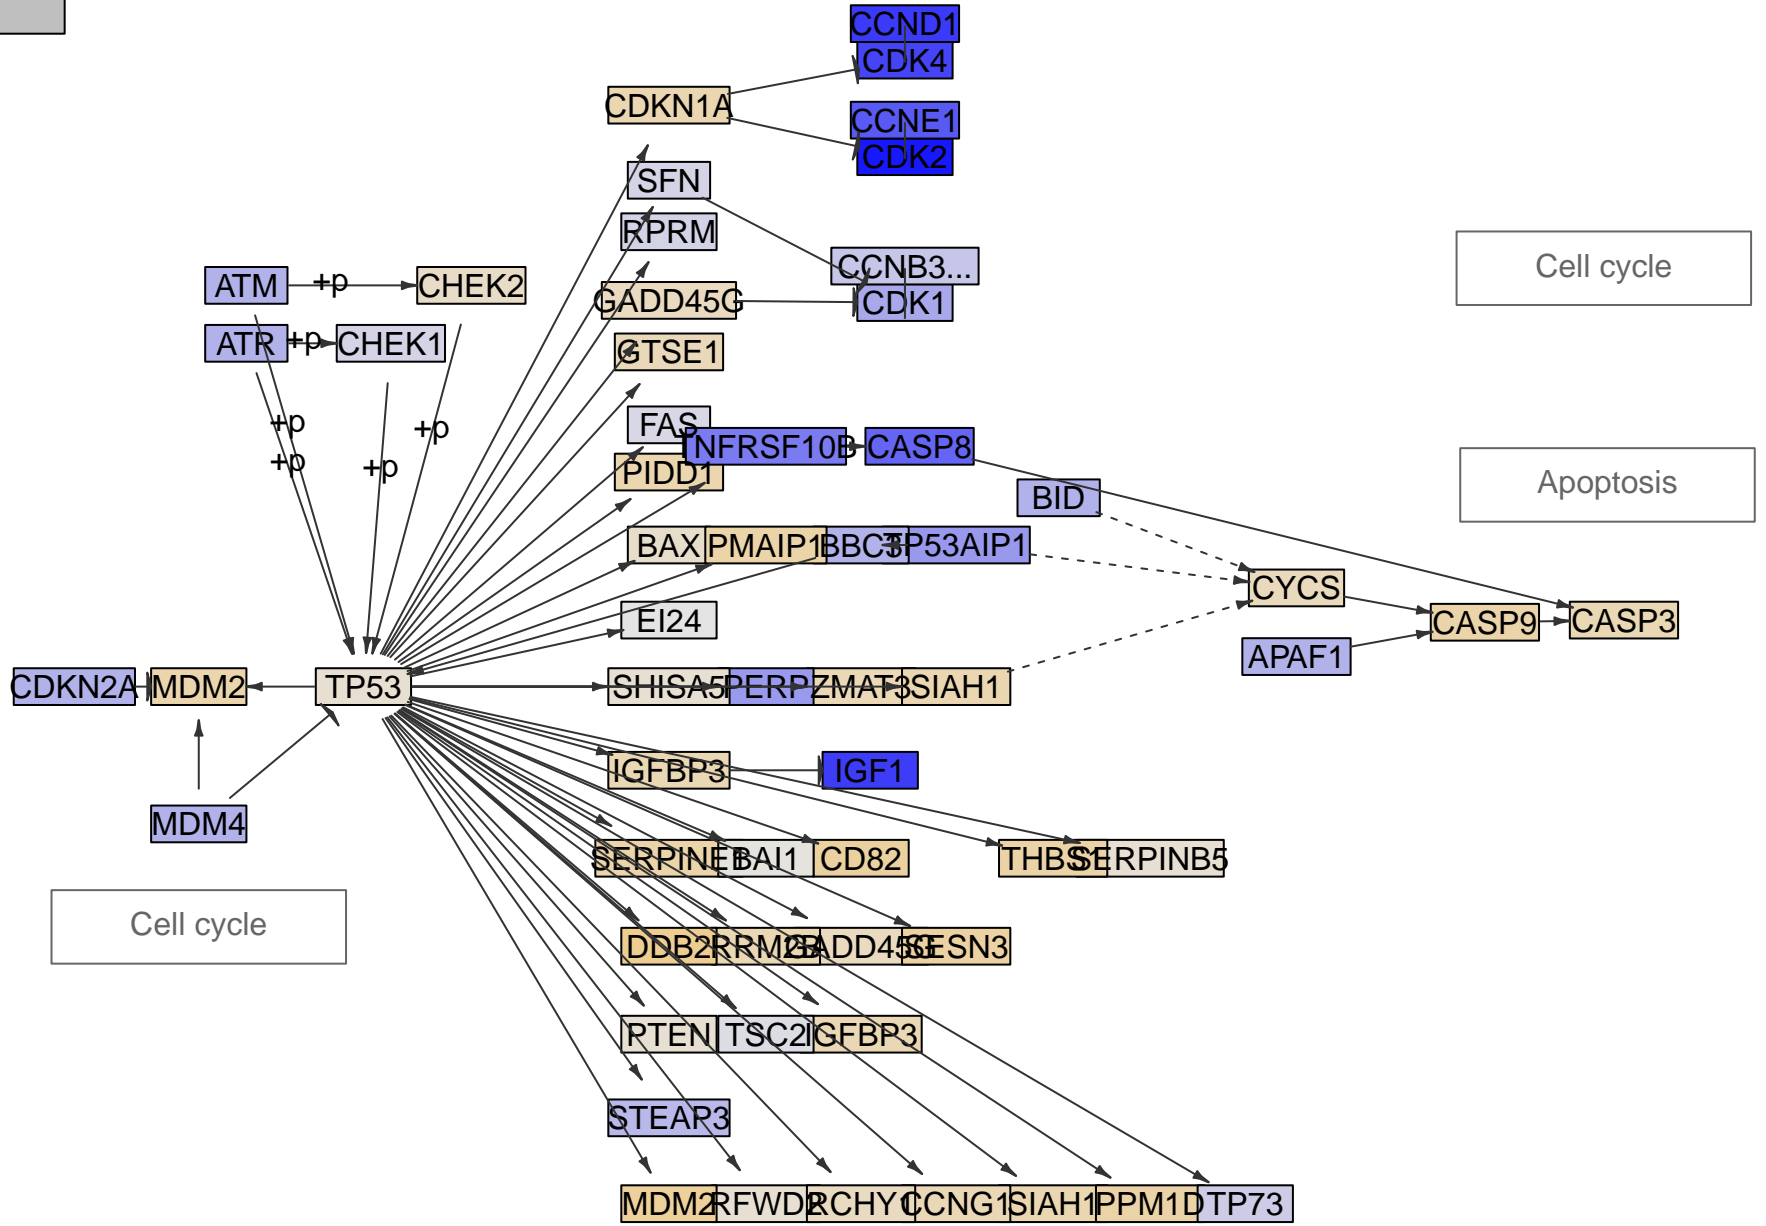 CCND1
CDK4
CDKN1A
CCNE1
CDK2
SFN
RPRM
Cell cycle
CCNB3...
ATM +p CHEK2
GADD45G
CDK1
ATR +p CHEK1
GTSE1
+p
FAS
+p
TNFRSF10B
CASP8
+p
+p
PIDD1
Apoptosis
BID
BAX
PMAIP1
BBC3
TP53AIP1
CYCS
EI24
CASP9
CASP3
APAF1
CDKN2A
MDM2
TP53
SHISA5
PERP
ZMAT3
SIAH1
IGFBP3
IGF1
MDM4
SERPINE1
BAI1
CD82
THBS1
SERPINB5
Cell cycle
DDB2
RRM2B
GADD45G
SESN3
PTEN
TSC2
IGFBP3
STEAP3
MDM2
RFWD2
RCHY1
CCNG1
SIAH1
PPM1D
TP73